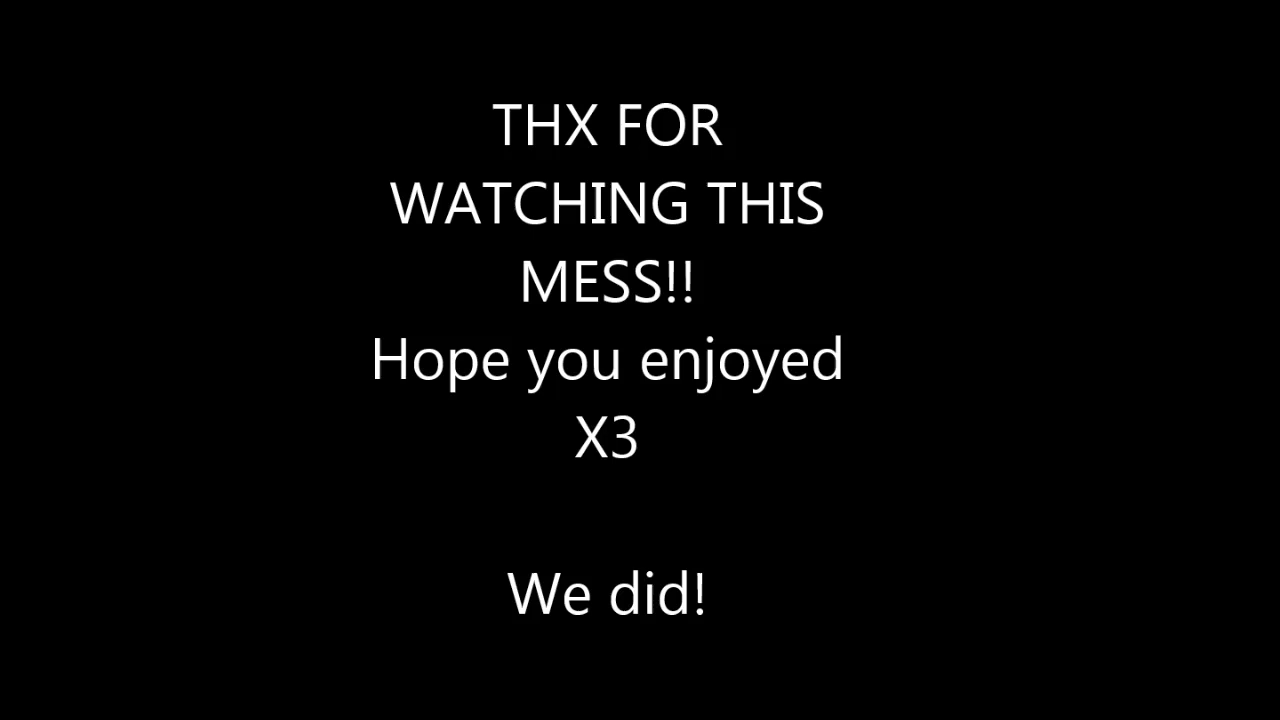 THX FOR
WATCHING THIS
MESS!!
Hope you enjoyed
X3
We did!